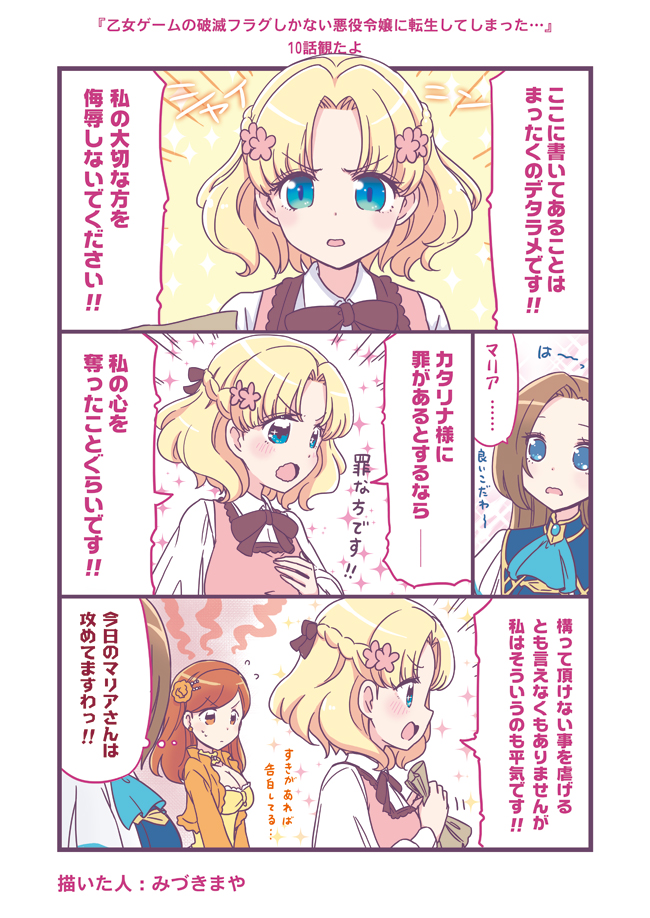 『乙女ゲームの破滅フラグしかない悪役令嬢に転生してしまった…』
10話観たよ
ここに書いてあることは
まったくのデタラメです!!
シャイニン
私の大切な方を
侮辱しないでください!!
は〜〜っ
マリア……
良いこだわ〜
カタリナ様に
罪があるとするなら
――
罪な方です!!
私の心を
奪ったことぐらいです!!
構って頂けない事を虐げる
とも言えなくもありませんが
私はそういうのも平気です!!
すきがあれば
告白してる…
今日のマリアさんは
攻めてますわっ!!
描いた人：みづきまや